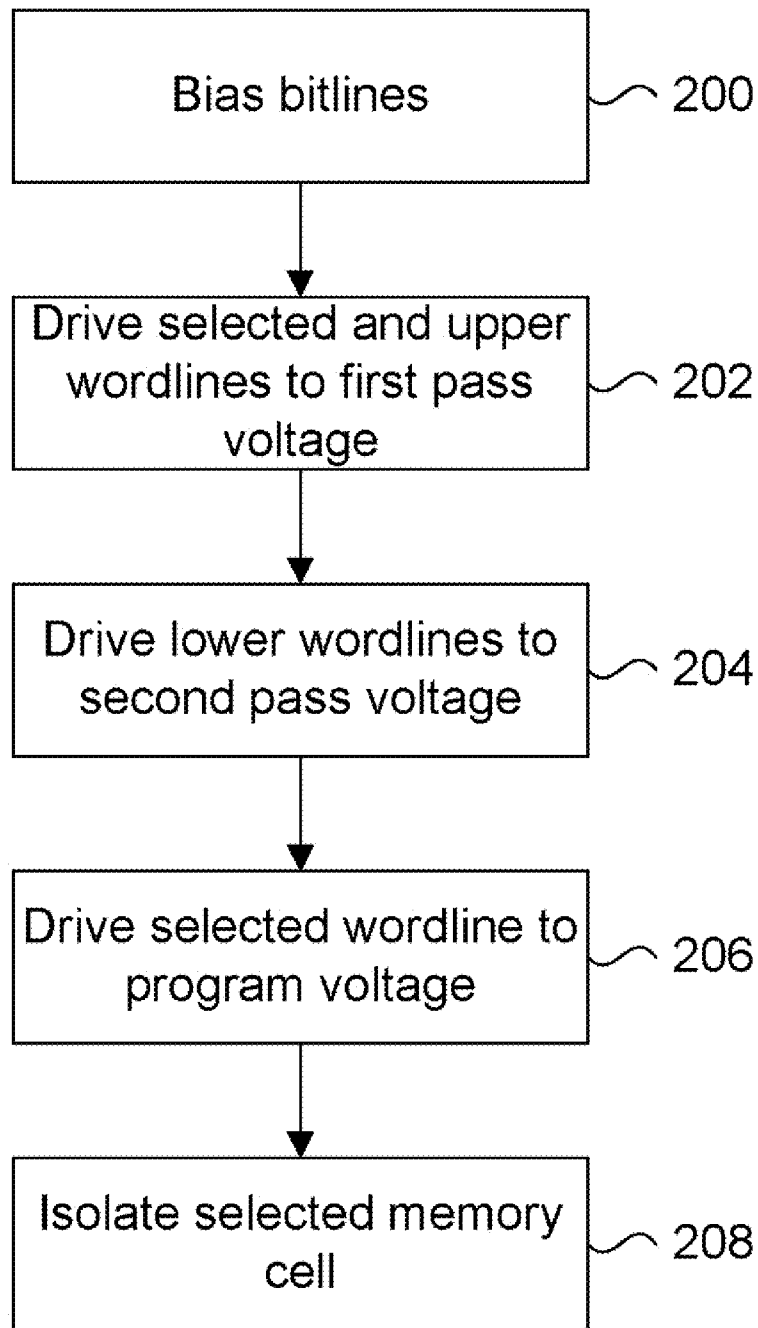 Bias bitlines
200
Drive selected and upper
wordlines to first pass
voltage
202
Drive lower wordlines to
second pass voltage
204
Drive selected wordline to
program voltage
206
Isolate selected memory
cell
208